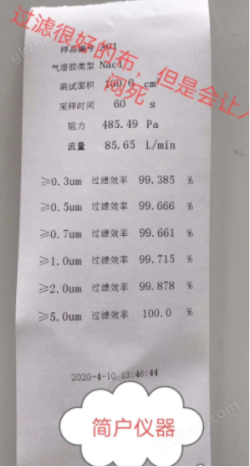 过滤很好的布，但是会让人闷死
样品编号 001
气溶胶类型 Nacl
测试面积 100.0 cm²
采样时间 60 s
阻力 485.49 Pa
流量 85.65 L/min
≥0.3um 过滤效率 99.385 %
≥0.5um 过滤效率 99.666 %
≥0.7um 过滤效率 99.661 %
≥1.0um 过滤效率 99.715 %
≥2.0um 过滤效率 99.878 %
≥5.0um 过滤效率 100.0 %
2020-4-10 13:46:44
简户仪器